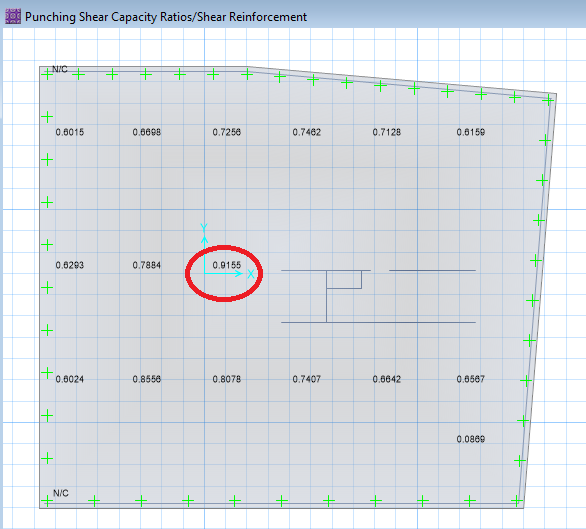 Punching Shear Capacity Ratios/Shear Reinforcement
N/C
0.6015 0.6698 0.7256 0.7462 0.7128 0.6159
Y
0.6293 0.7884 0.9155
X
0.6024 0.8556 0.8078 0.7407 0.6642 0.6567
0.0869
N/C